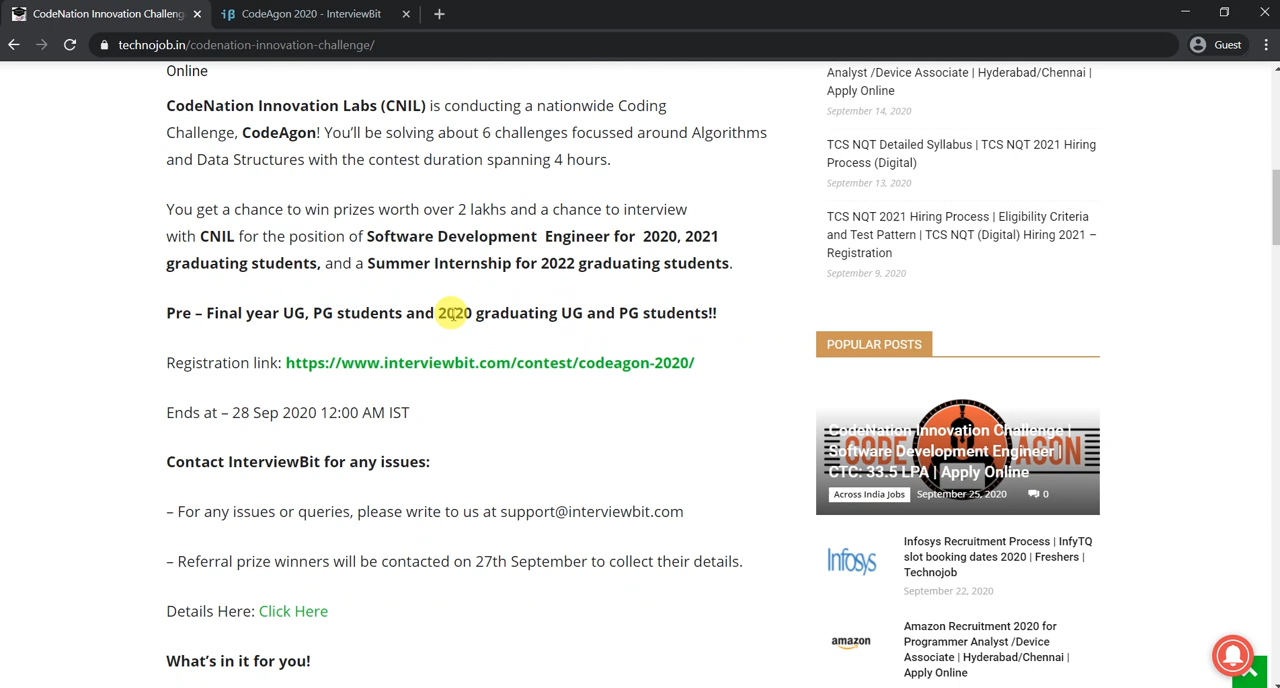 CodeNation Innovation Challeng
CodeAgon 2020 - InterviewBit
technojob.in/codenation-innovation-challenge/
Guest
Online
CodeNation Innovation Labs (CNIL) is conducting a nationwide Coding
Challenge, CodeAgon! You'll be solving about 6 challenges focussed around Algorithms
and Data Structures with the contest duration spanning 4 hours.
You get a chance to win prizes worth over 2 lakhs and a chance to interview
with CNIL for the position of Software Development Engineer for 2020, 2021
graduating students, and a Summer Internship for 2022 graduating students.
Pre – Final year UG, PG students and 2020 graduating UG and PG students!!
Registration link: https://www.interviewbit.com/contest/codeagon-2020/
Ends at – 28 Sep 2020 12:00 AM IST
Contact InterviewBit for any issues:
– For any issues or queries, please write to us at support@interviewbit.com
– Referral prize winners will be contacted on 27th September to collect their details.
Details Here: Click Here
What's in it for you!
Analyst /Device Associate | Hyderabad/Chennai |
Apply Online
September 14, 2020
TCS NQT Detailed Syllabus | TCS NQT 2021 Hiring
Process (Digital)
September 13, 2020
TCS NQT 2021 Hiring Process | Eligibility Criteria
and Test Pattern | TCS NQT (Digital) Hiring 2021 –
Registration
September 9, 2020
POPULAR POSTS
CODE AGON
CodeNation Innovation Challenge |
Software Development Engineer |
CTC: 33.5 LPA | Apply Online
Across India Jobs September 25, 2020 0
Infosys
Infosys Recruitment Process | InfyTQ
slot booking dates 2020 | Freshers |
Technojob
September 22, 2020
amazon
Amazon Recruitment 2020 for
Programmer Analyst /Device
Associate | Hyderabad/Chennai |
Apply Online